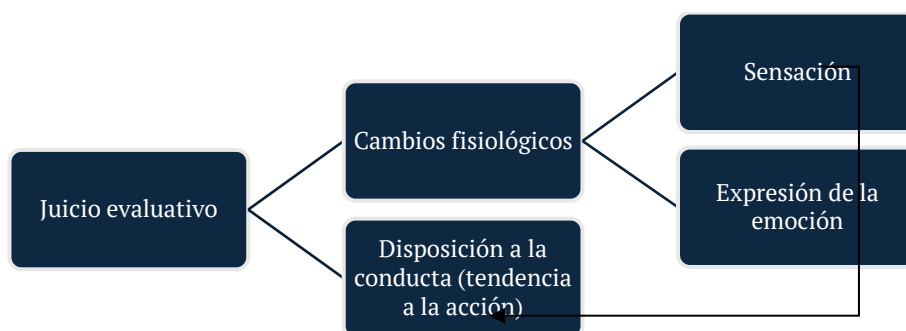 Juicio evaluativo
Cambios fisiológicos
Disposición a la
conducta (tendencia
a la acción)
Sensación
Expresión de la
emoción